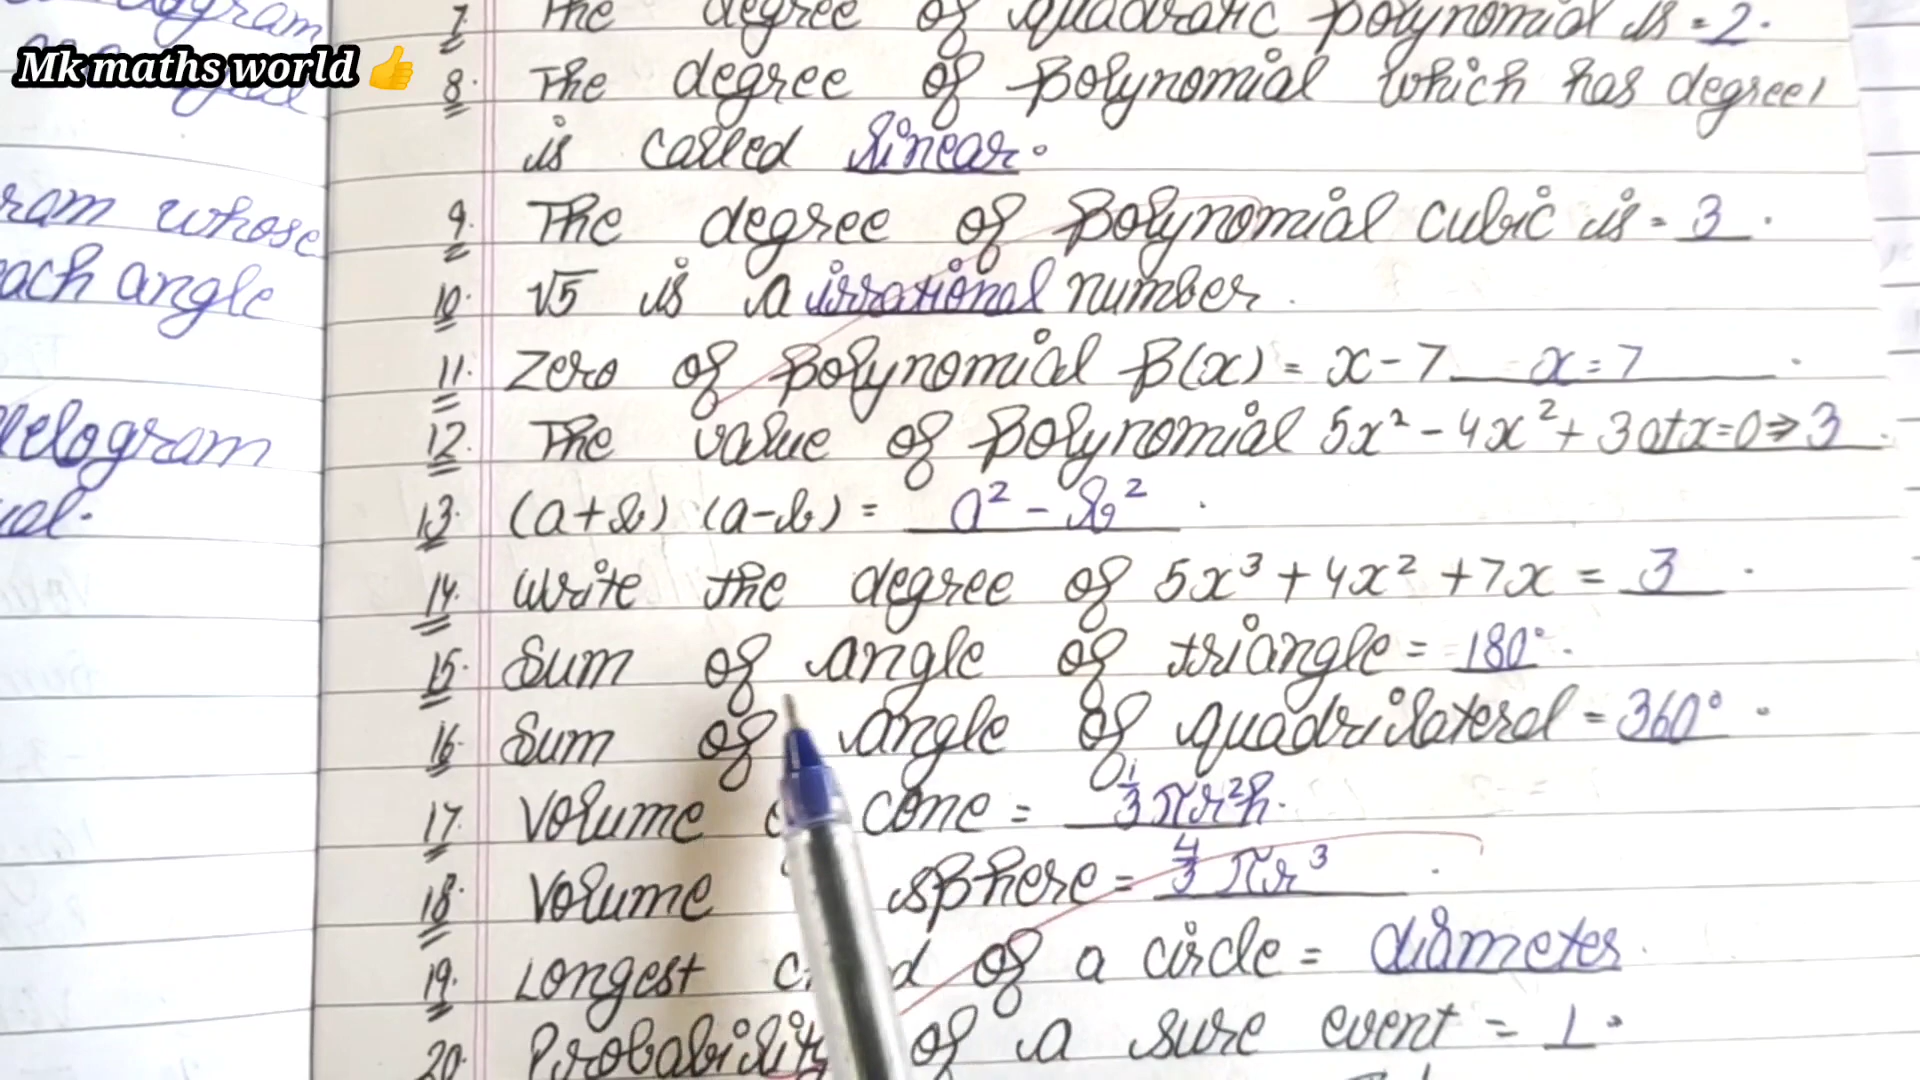 Mk maths world 👍
ram whose
each angle
7. The degree of quadratic polynomial is = 2.
8. The degree of polynomial which has degree 1
is called linear.
9. The degree of polynomial cubic is = 3.
10. √5 is a irrational number.
11. Zero of polynomial P(x) = x - 7 x = 7.
12. The value of polynomial 5x² - 4x² + 3 at x=0 ⇒ 3.
13. (a+b) (a-b) = a² - b².
14. Write the degree of 5x³ + 4x² + 7x = 3.
15. Sum of angle of triangle = 180°.
16. Sum of angle of quadrilateral = 360°.
17. Volume cone = 1/3 πr²h.
18. Volume sphere = 4/3 πr³.
19. Longest of a circle = diameter.
20. Probability of a sure event = 1.